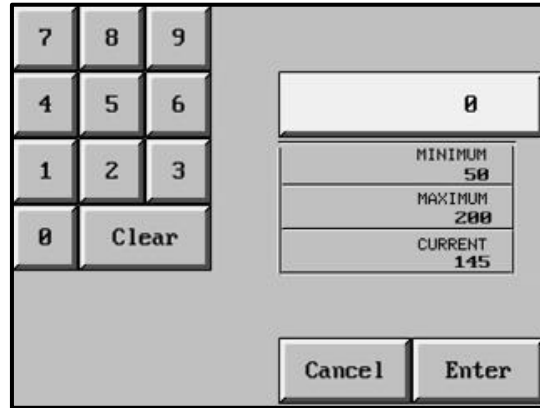 7 8 9
4 5 6
1 2 3
0 Clear
0
MINIMUM
50
MAXIMUM
200
CURRENT
145
Cancel Enter